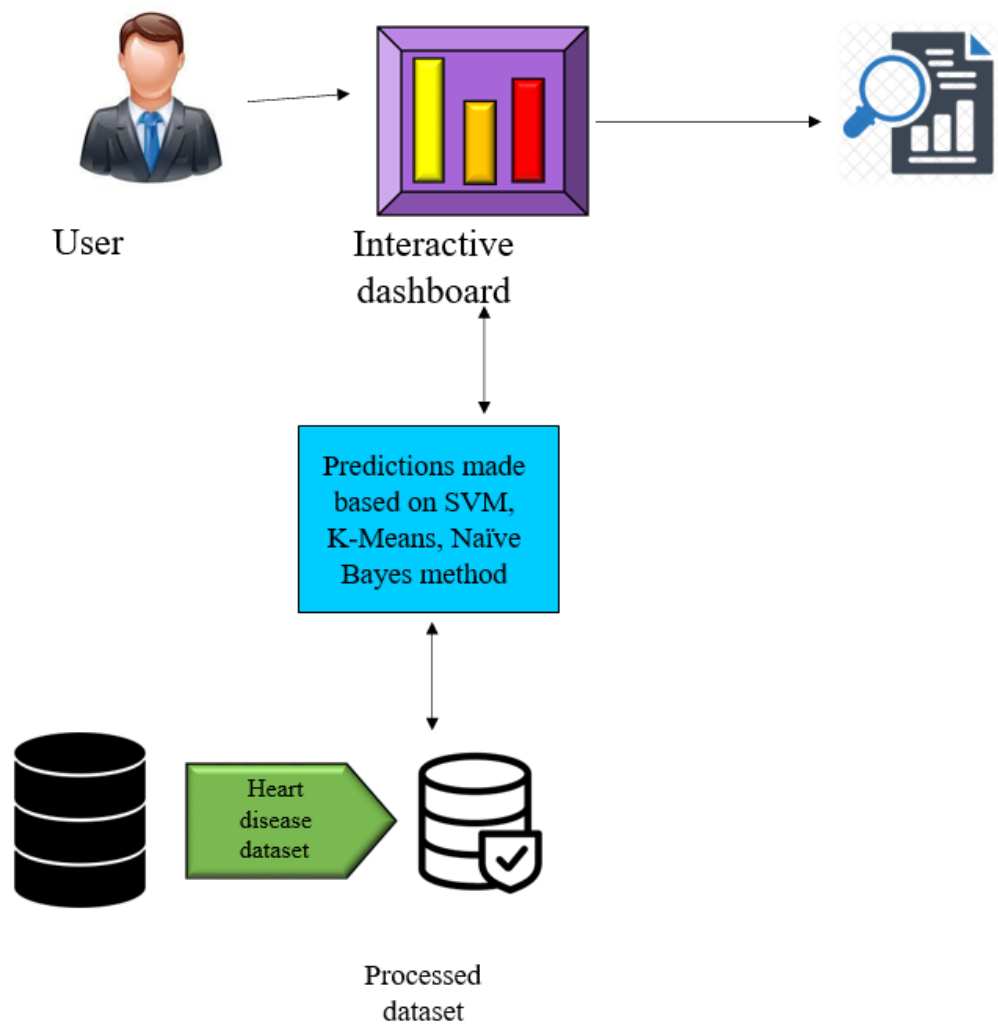 User
Interactive
dashboard
Predictions made
based on SVM,
K-Means, Naïve
Bayes method
Heart
disease
dataset
Processed
dataset